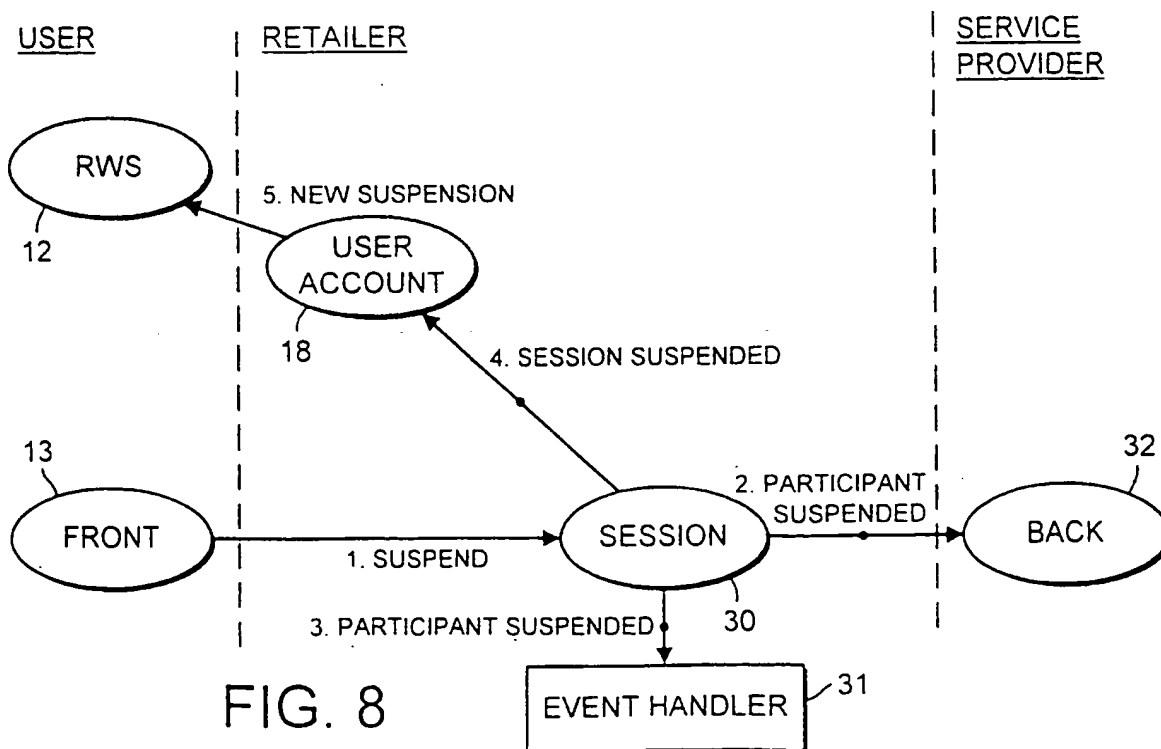 USER
RETAILER
SERVICE
PROVIDER
RWS
12
5. NEW SUSPENSION
USER
ACCOUNT
18
4. SESSION SUSPENDED
13
FRONT
1. SUSPEND
SESSION
30
2. PARTICIPANT
SUSPENDED
32
BACK
3. PARTICIPANT SUSPENDED
EVENT HANDLER
31
FIG. 8